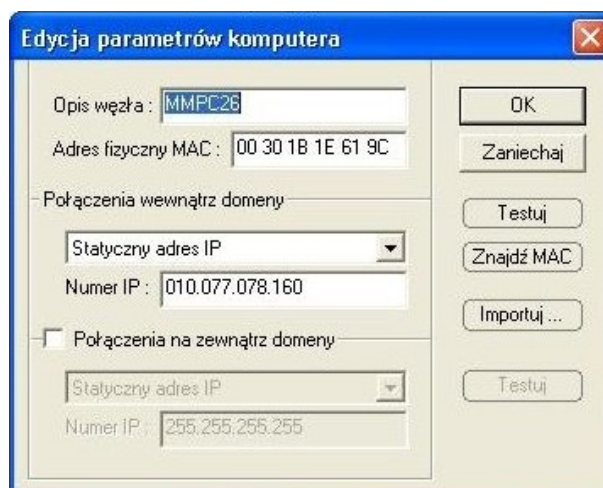 Edycja parametrów komputera
Opis węzła : MMPC26
OK
Adres fizyczny MAC : 00 30 1B 1E 61 9C
Zaniechaj
Połączenia wewnątrz domeny
Testuj
Statyczny adres IP
Znajdź MAC
Numer IP : 010.077.078.160
Importuj ...
Połączenia na zewnątrz domeny
Statyczny adres IP
Testuj
Numer IP : 255.255.255.255